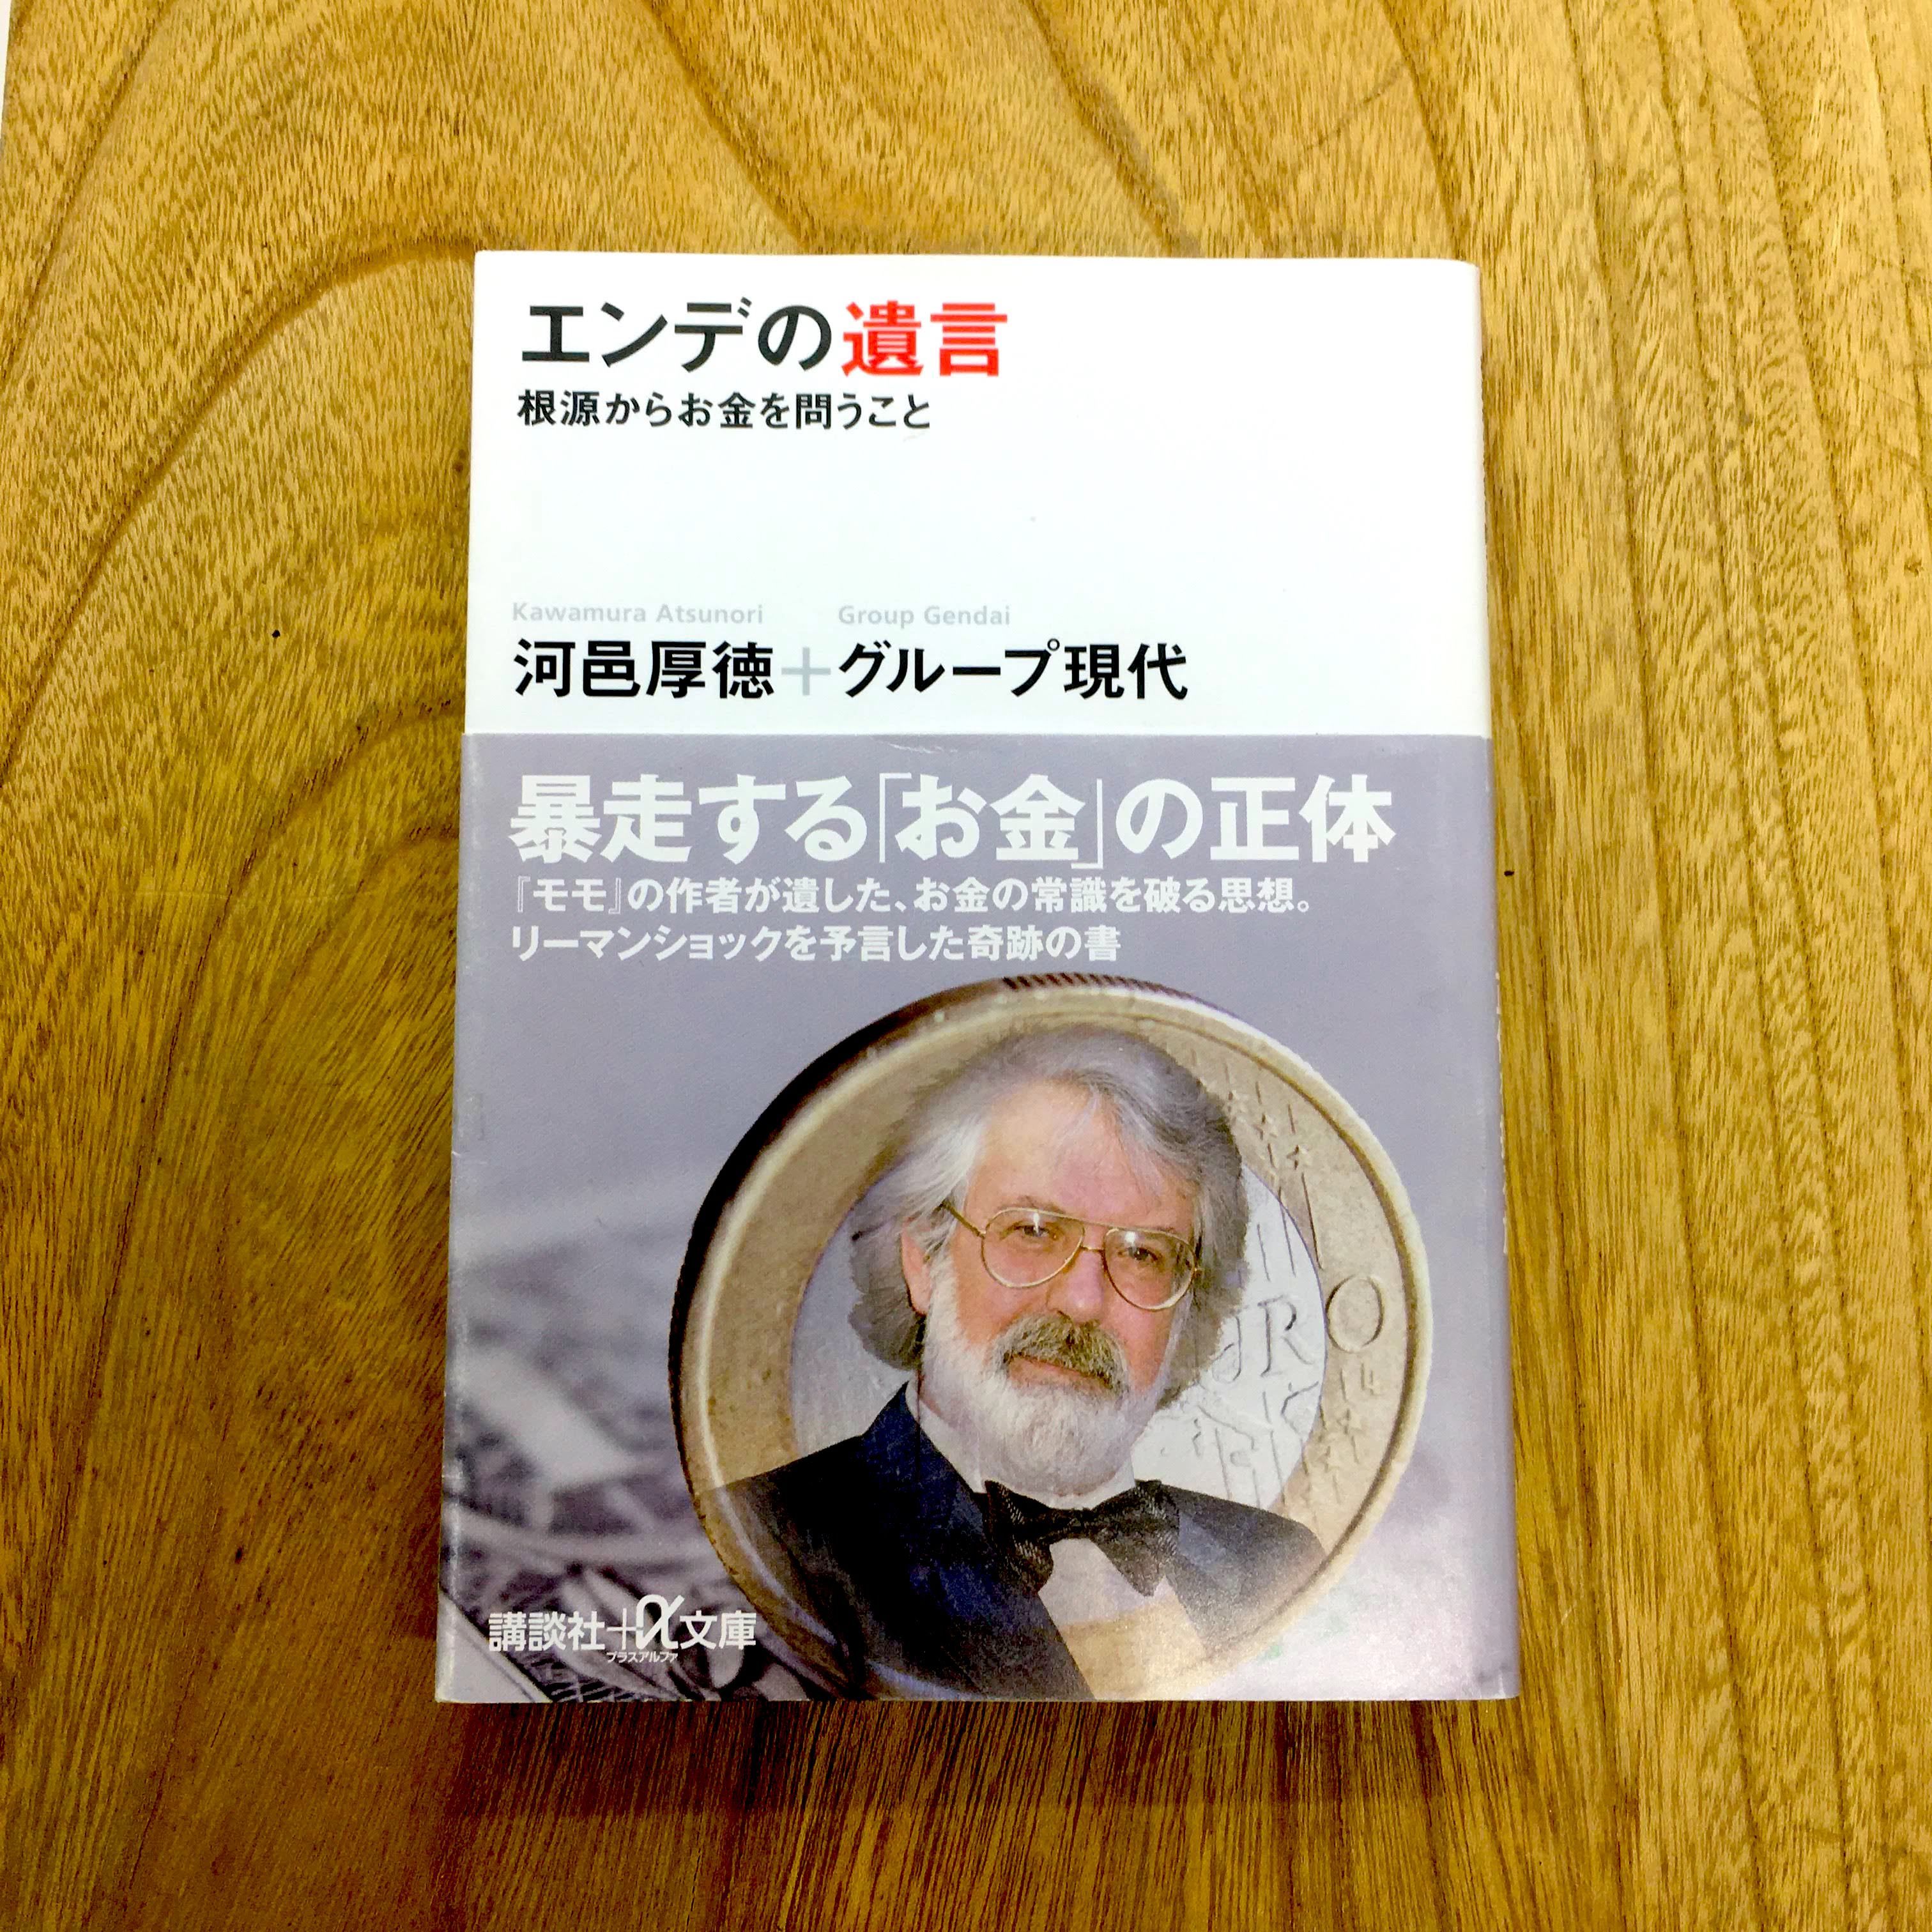 エンデの遺言
根源からお金を問うこと
Kawamura Atsunori Group Gendai
河邑厚徳+グループ現代
暴走する「お金」の正体
『モモ』の作者が遺した、お金の常識を破る思想。
リーマンショックを予言した奇跡の書
講談社+α文庫
プラスアルファ